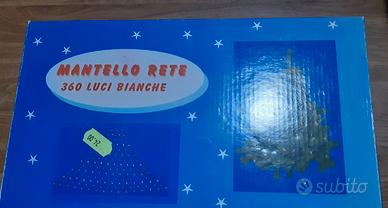 MANTELLO RETE
360 LUCI BIANCHE
subito